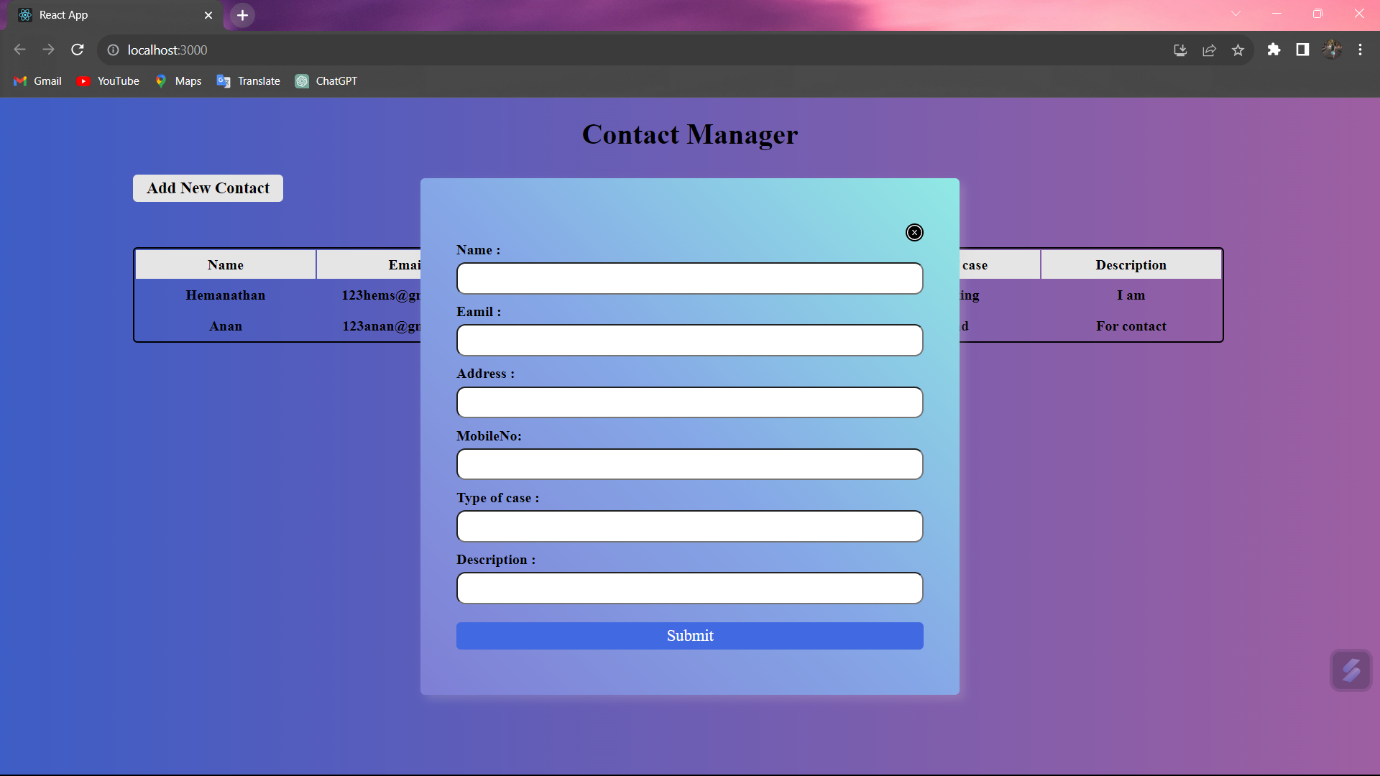 React App
localhost:3000
Gmail YouTube Maps Translate ChatGPT
Contact Manager
Add New Contact
Name Emai case Description
Hemanathan 123hems@gr ing I am
Anan 123anan@gr d For contact
Name :
Eamil :
Address :
MobileNo:
Type of case :
Description :
Submit